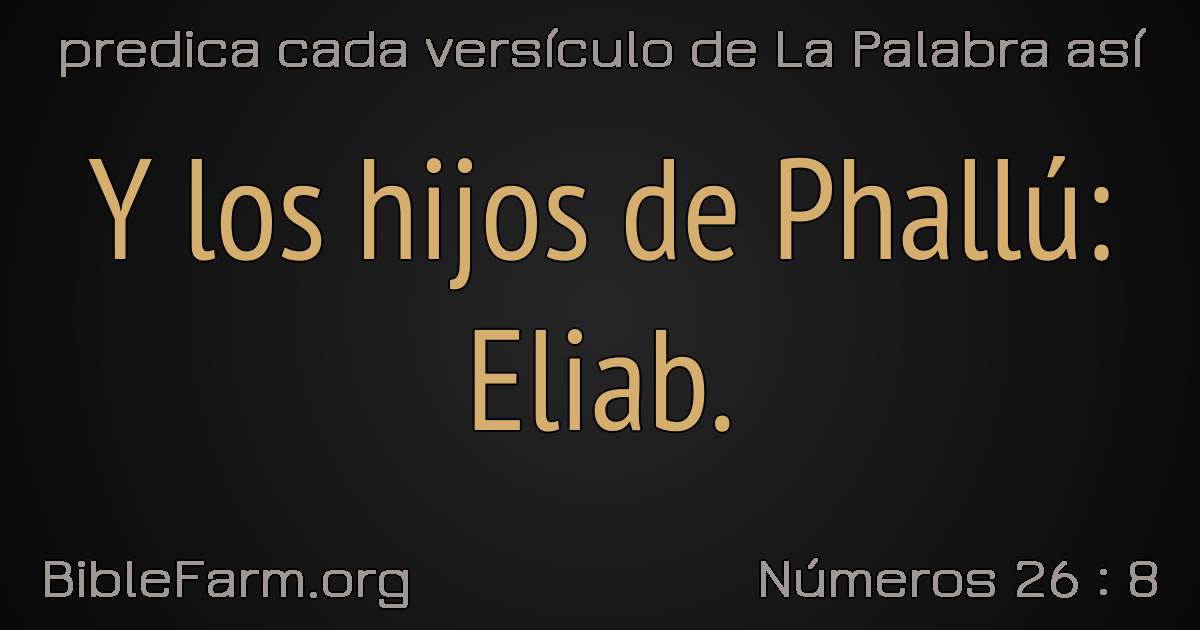 predica cada versículo de La Palabra así
Y los hijos de Phallú:
Eliab.
BibleFarm.org
Números 26 : 8